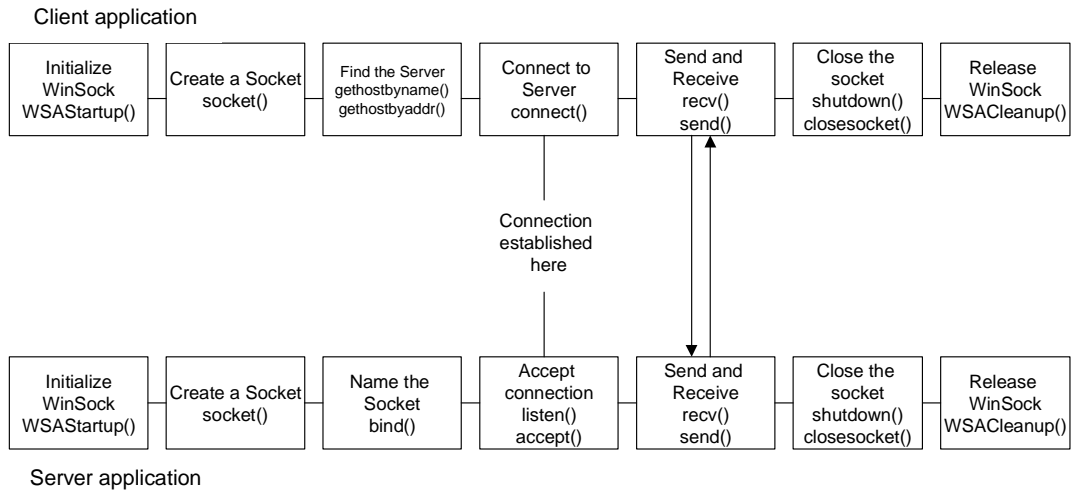 Client application
Initialize
WinSock
WSAStartup()
Create a Socket
socket()
Find the Server
gethostbyname()
gethostbyaddr()
Connect to
Server
connect()
Send and
Receive
recv()
send()
Close the
socket
shutdown()
closesocket()
Release
WinSock
WSACleanup()
Connection
established
here
Initialize
WinSock
WSAStartup()
Create a Socket
socket()
Name the
Socket
bind()
Accept
connection
listen()
accept()
Send and
Receive
recv()
send()
Close the
socket
shutdown()
closesocket()
Release
WinSock
WSACleanup()
Server application